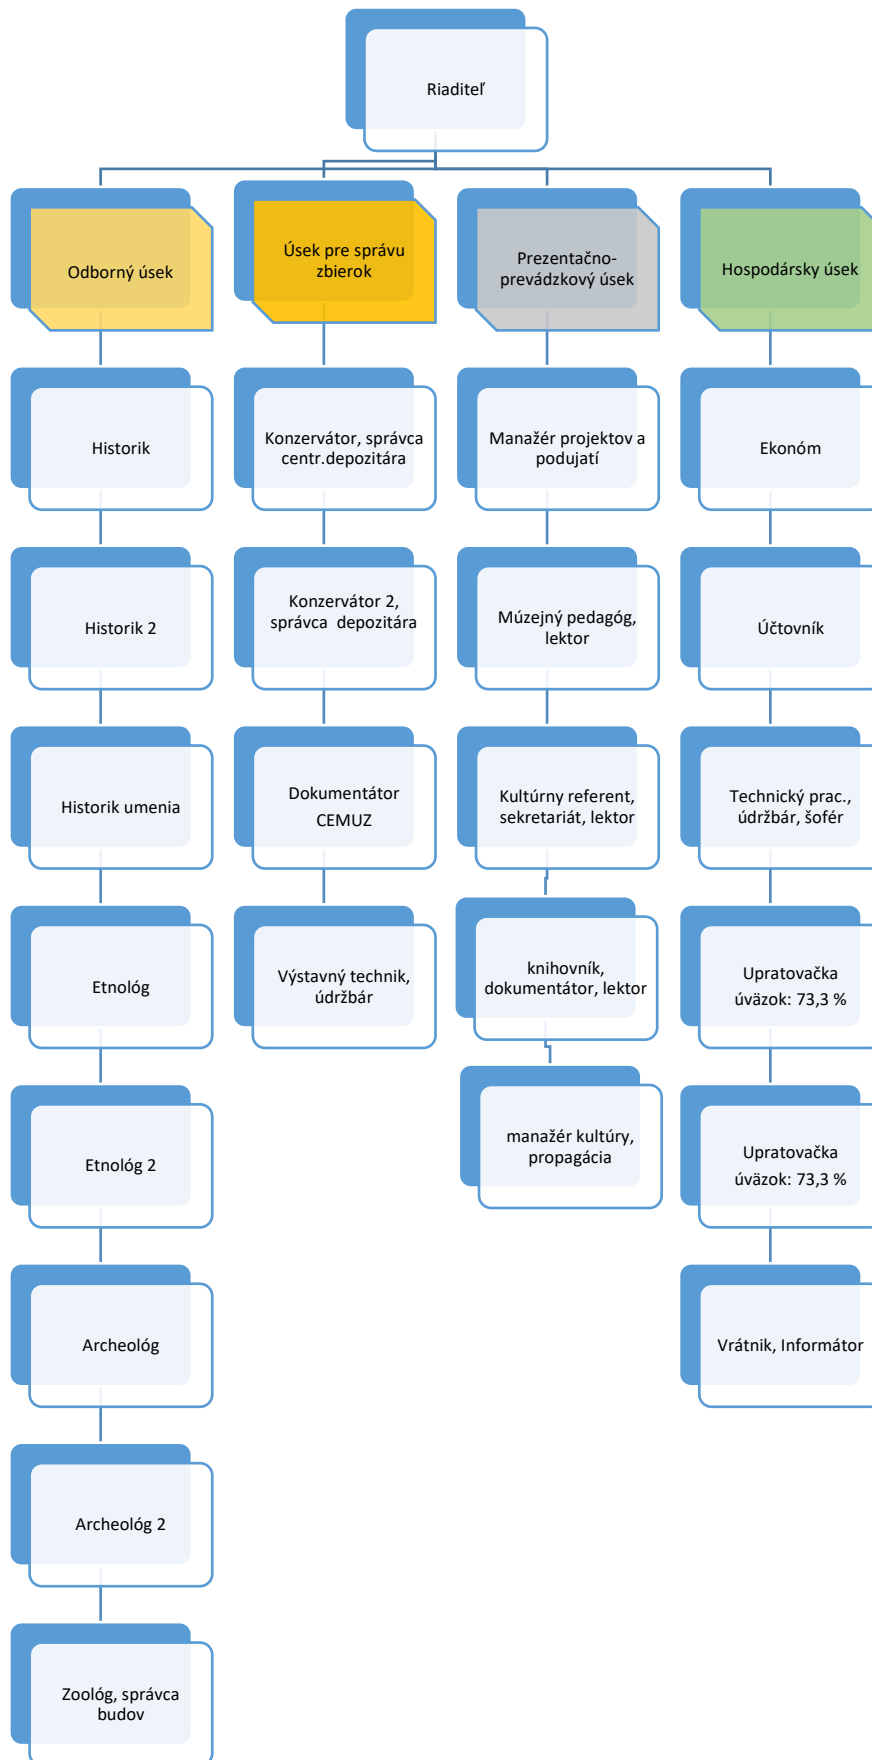 Riaditeľ
Odborný úsek
Úsek pre správu
zbierok
Prezentačno-
prevádzkový úsek
Hospodársky úsek
Historik
Konzervátor, správca
centr.depozitára
Manažér projektov a
podujatí
Ekonóm
Historik 2
Konzervátor 2,
správca  depozitára
Múzejný pedagóg,
lektor
Účtovník
Historik umenia
Dokumentátor
CEMUZ
Kultúrny referent,
sekretariát, lektor
Technický prac.,
údržbár, šofér
Etnológ
Výstavný technik,
údržbár
knihovník,
dokumentátor, lektor
Upratovačka
úväzok: 73,3 %
Etnológ 2
manažér kultúry,
propagácia
Upratovačka
úväzok: 73,3 %
Archeológ
Vrátnik, Informátor
Archeológ 2
Zoológ, správca
budov